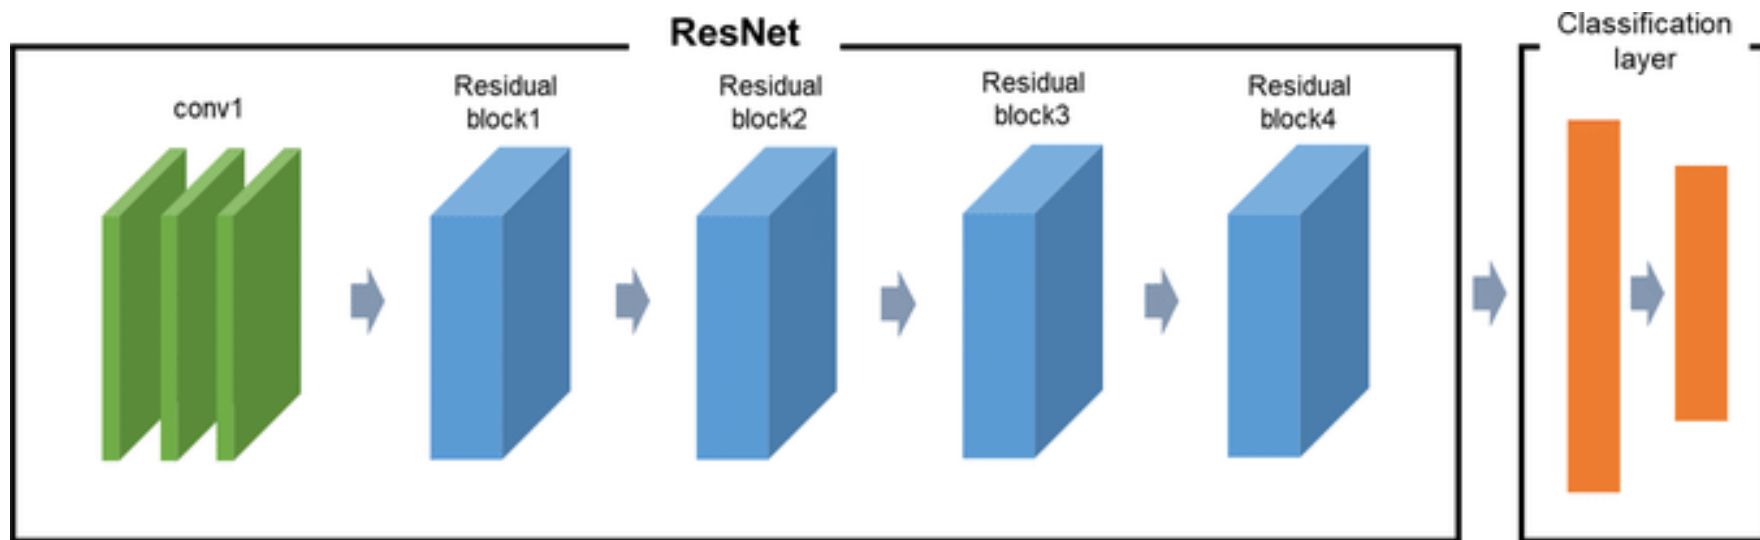 ResNet
conv1
Residual
block1
Residual
block2
Residual
block3
Residual
block4
Classification
layer